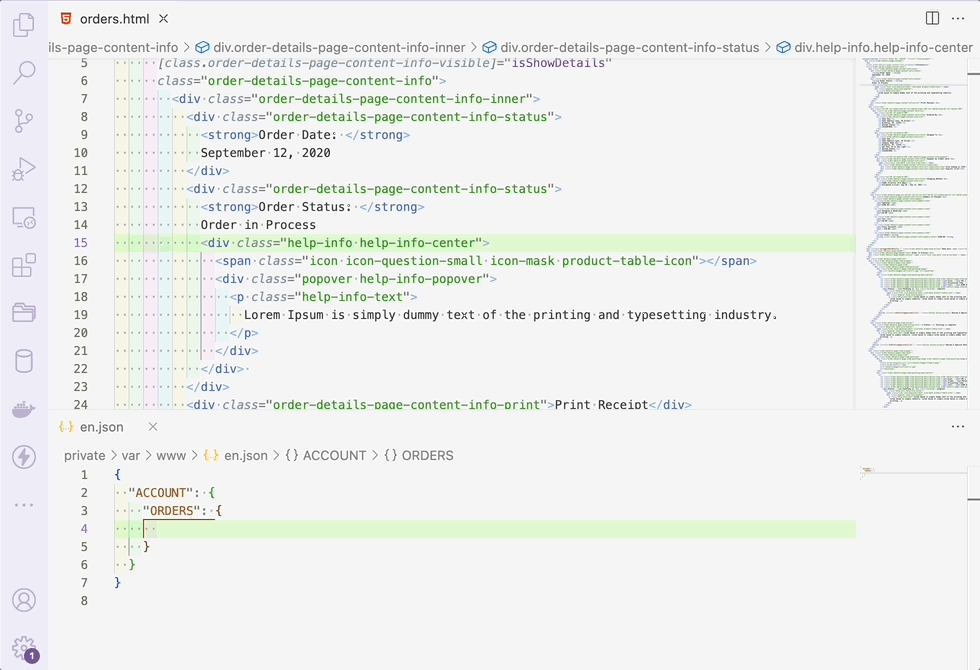 orders.html
ils-page-content-info > div.order-details-page-content-info-inner > div.order-details-page-content-info-status > div.help-info.help-info-center
5 [class.order-details-page-content-info-visible]="isShowDetails"
6 class="order-details-page-content-info">
7 <div class="order-details-page-content-info-inner">
8 <div class="order-details-page-content-info-status">
9 <strong>Order Date: </strong>
10 September 12, 2020
11 </div>
12 <div class="order-details-page-content-info-status">
13 <strong>Order Status: </strong>
14 Order in Process
15 <div class="help-info help-info-center">
16 <span class="icon icon-question-small icon-mask product-table-icon"></span>
17 <div class="popover help-info-popover">
18 <p class="help-info-text">
19 Lorem Ipsum is simply dummy text of the printing and typesetting industry.
20 </p>
21 </div>
22 </div>
23 </div>
24 <div class="order-details-page-content-info-print">Print Receipt</div>
{..} en.json
private > var > www > {..} en.json > {} ACCOUNT > {} ORDERS
1 {
2 "ACCOUNT": {
3 "ORDERS": {
4
5 }
6 }
7 }
8
1